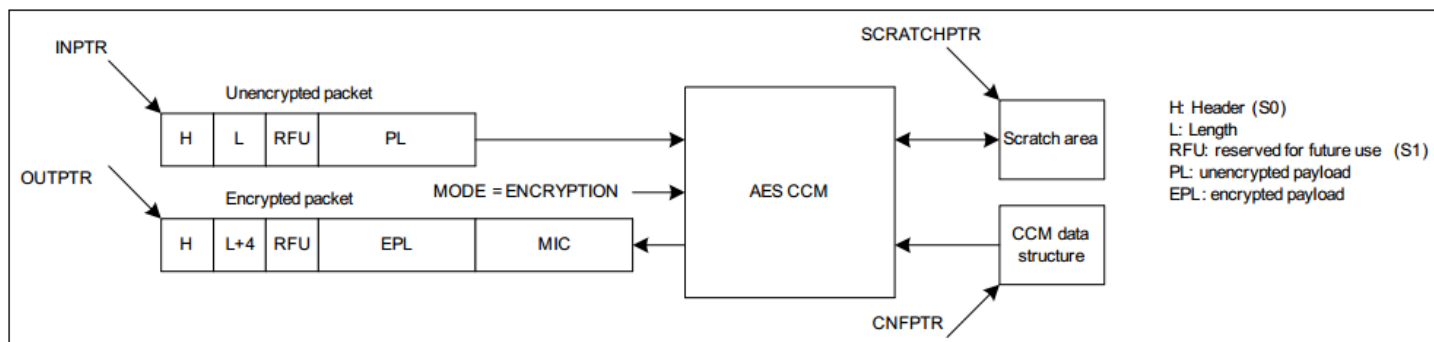 SCRATCHPTR
INPTR
Unencrypted packet
H L RFU PL
OUTPTR
Encrypted packet
H L+4 RFU EPL MIC
MODE = ENCRYPTION
AES CCM
Scratch area
CCM data
structure
CNFPTR
H: Header (S0)
L: Length
RFU: reserved for future use (S1)
PL: unencrypted payload
EPL: encrypted payload